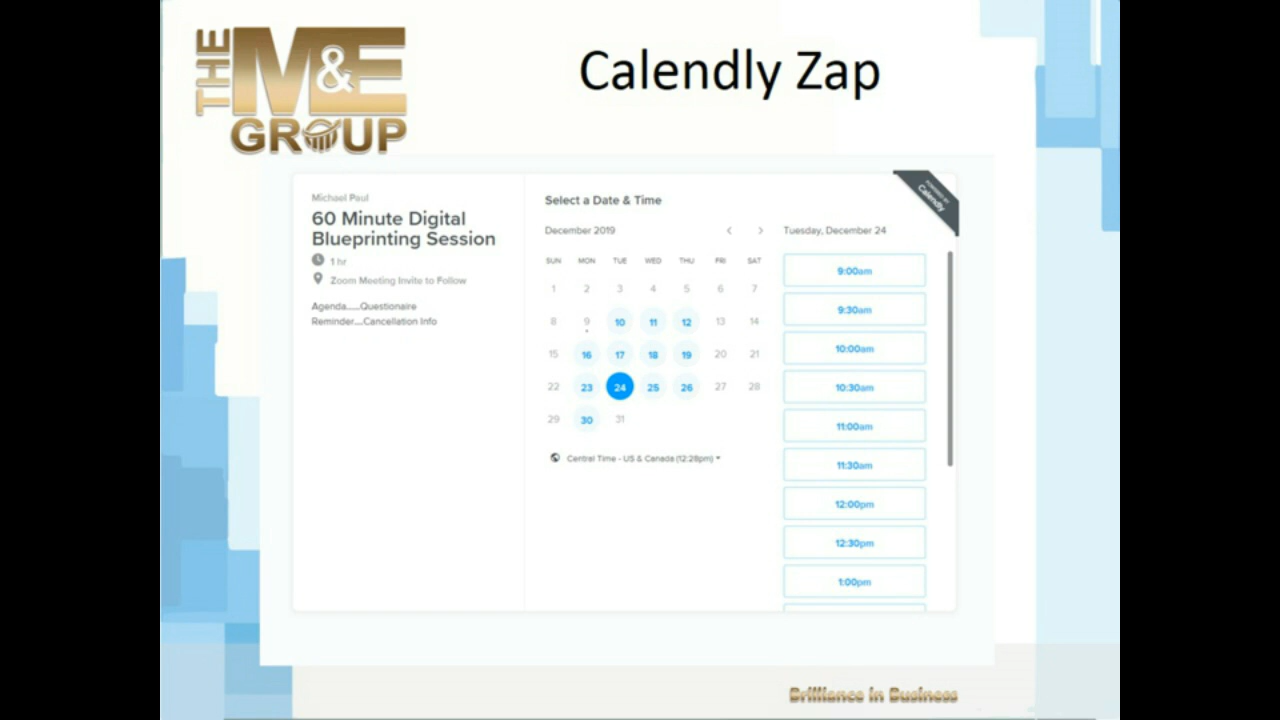 THE M&E GROUP
Calendly Zap
POWERED BY
Calendly
Michael Paul
60 Minute Digital
Blueprinting Session
1 hr
Zoom Meeting Invite to Follow
Agenda.....Questionaire
Reminder....Cancellation Info
Select a Date & Time
December 2019
SUN MON TUE WED THU FRI SAT
1 2 3 4 5 6 7
8 9 10 11 12 13 14
15 16 17 18 19 20 21
22 23 24 25 26 27 28
29 30 31
Central Time - US & Canada (12:28pm)
Tuesday, December 24
9:00am
9:30am
10:00am
10:30am
11:00am
11:30am
12:00pm
12:30pm
1:00pm
Brilliance in Business